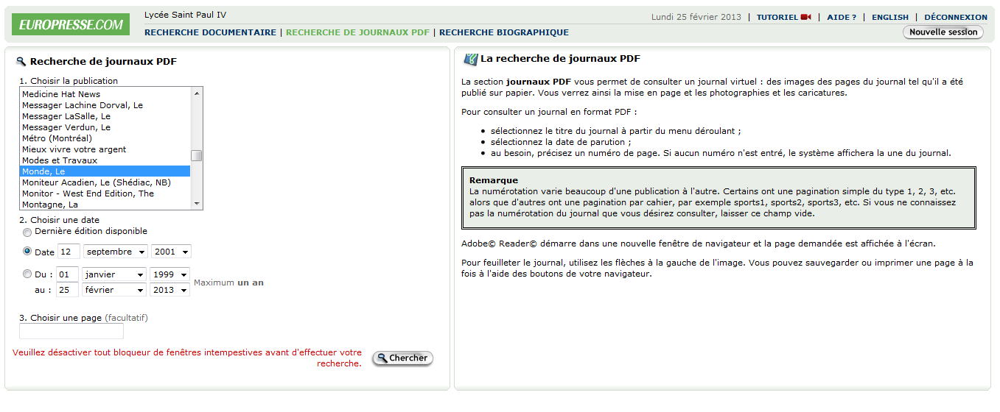 EUROPRESSE.COM
Lycée Saint Paul IV
Lundi 25 février 2013 | TUTORIEL | AIDE ? | ENGLISH | DÉCONNEXION
RECHERCHE DOCUMENTAIRE | RECHERCHE DE JOURNAUX PDF | RECHERCHE BIOGRAPHIQUE
Nouvelle session
Recherche de journaux PDF
1. Choisir la publication
Medicine Hat News
Messager Lachine Dorval, Le
Messager LaSalle, Le
Messager Verdun, Le
Métro (Montréal)
Mieux vivre votre argent
Modes et Travaux
Monde, Le
Moniteur Acadien, Le (Shédiac, NB)
Monitor - West End Edition, The
Montagne, La
2. Choisir une date
Dernière édition disponible
Date 12 septembre 2001
Du : 01 janvier 1999
au : 25 février 2013
Maximum un an
3. Choisir une page (facultatif)
Veuillez désactiver tout bloqueur de fenêtres intempestives avant d'effectuer votre
recherche.
Chercher
La recherche de journaux PDF
La section journaux PDF vous permet de consulter un journal virtuel : des images des pages du journal tel qu'il a été
publié sur papier. Vous verrez ainsi la mise en page et les photographies et les caricatures.
Pour consulter un journal en format PDF :
• sélectionnez le titre du journal à partir du menu déroulant ;
• sélectionnez la date de parution ;
• au besoin, précisez un numéro de page. Si aucun numéro n'est entré, le système affichera la une du journal.
Remarque
La numérotation varie beaucoup d'une publication à l'autre. Certains ont une pagination simple du type 1, 2, 3, etc.
alors que d'autres ont une pagination par cahier, par exemple sports1, sports2, sports3, etc. Si vous ne connaissez
pas la numérotation du journal que vous désirez consulter, laisser ce champ vide.
Adobe© Reader© démarre dans une nouvelle fenêtre de navigateur et la page demandée est affichée à l'écran.
Pour feuilleter le journal, utilisez les flèches à la gauche de l'image. Vous pouvez sauvegarder ou imprimer une page à la
fois à l'aide des boutons de votre navigateur.